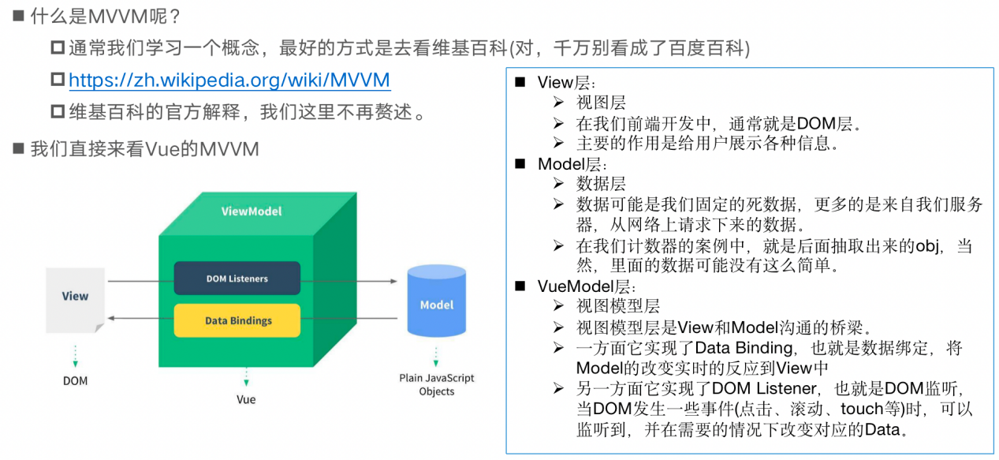 ■ 什么是MVVM呢？
通常我们学习一个概念，最好的方式是去看维基百科(对，千万别看成了百度百科)
https://zh.wikipedia.org/wiki/MVVM
维基百科的官方解释，我们这里不再赘述。
■ 我们直接来看Vue的MVVM
ViewModel
DOM Listeners
Data Bindings
View
Model
DOM
Vue
Plain JavaScript
Objects
■ View层：
➢ 视图层
➢ 在我们前端开发中，通常就是DOM层。
➢ 主要的作用是给用户展示各种信息。
■ Model层：
➢ 数据层
➢ 数据可能是我们固定的死数据，更多的是来自我们服务
器，从网络上请求下来的数据。
➢ 在我们计数器的案例中，就是后面抽取出来的obj，当
然，里面的数据可能没有这么简单。
■ VueModel层：
➢ 视图模型层
➢ 视图模型层是View和Model沟通的桥梁。
➢ 一方面它实现了Data Binding，也就是数据绑定，将
Model的改变实时的反应到View中
➢ 另一方面它实现了DOM Listener，也就是DOM监听，
当DOM发生一些事件(点击、滚动、touch等)时，可以
监听到，并在需要的情况下改变对应的Data。